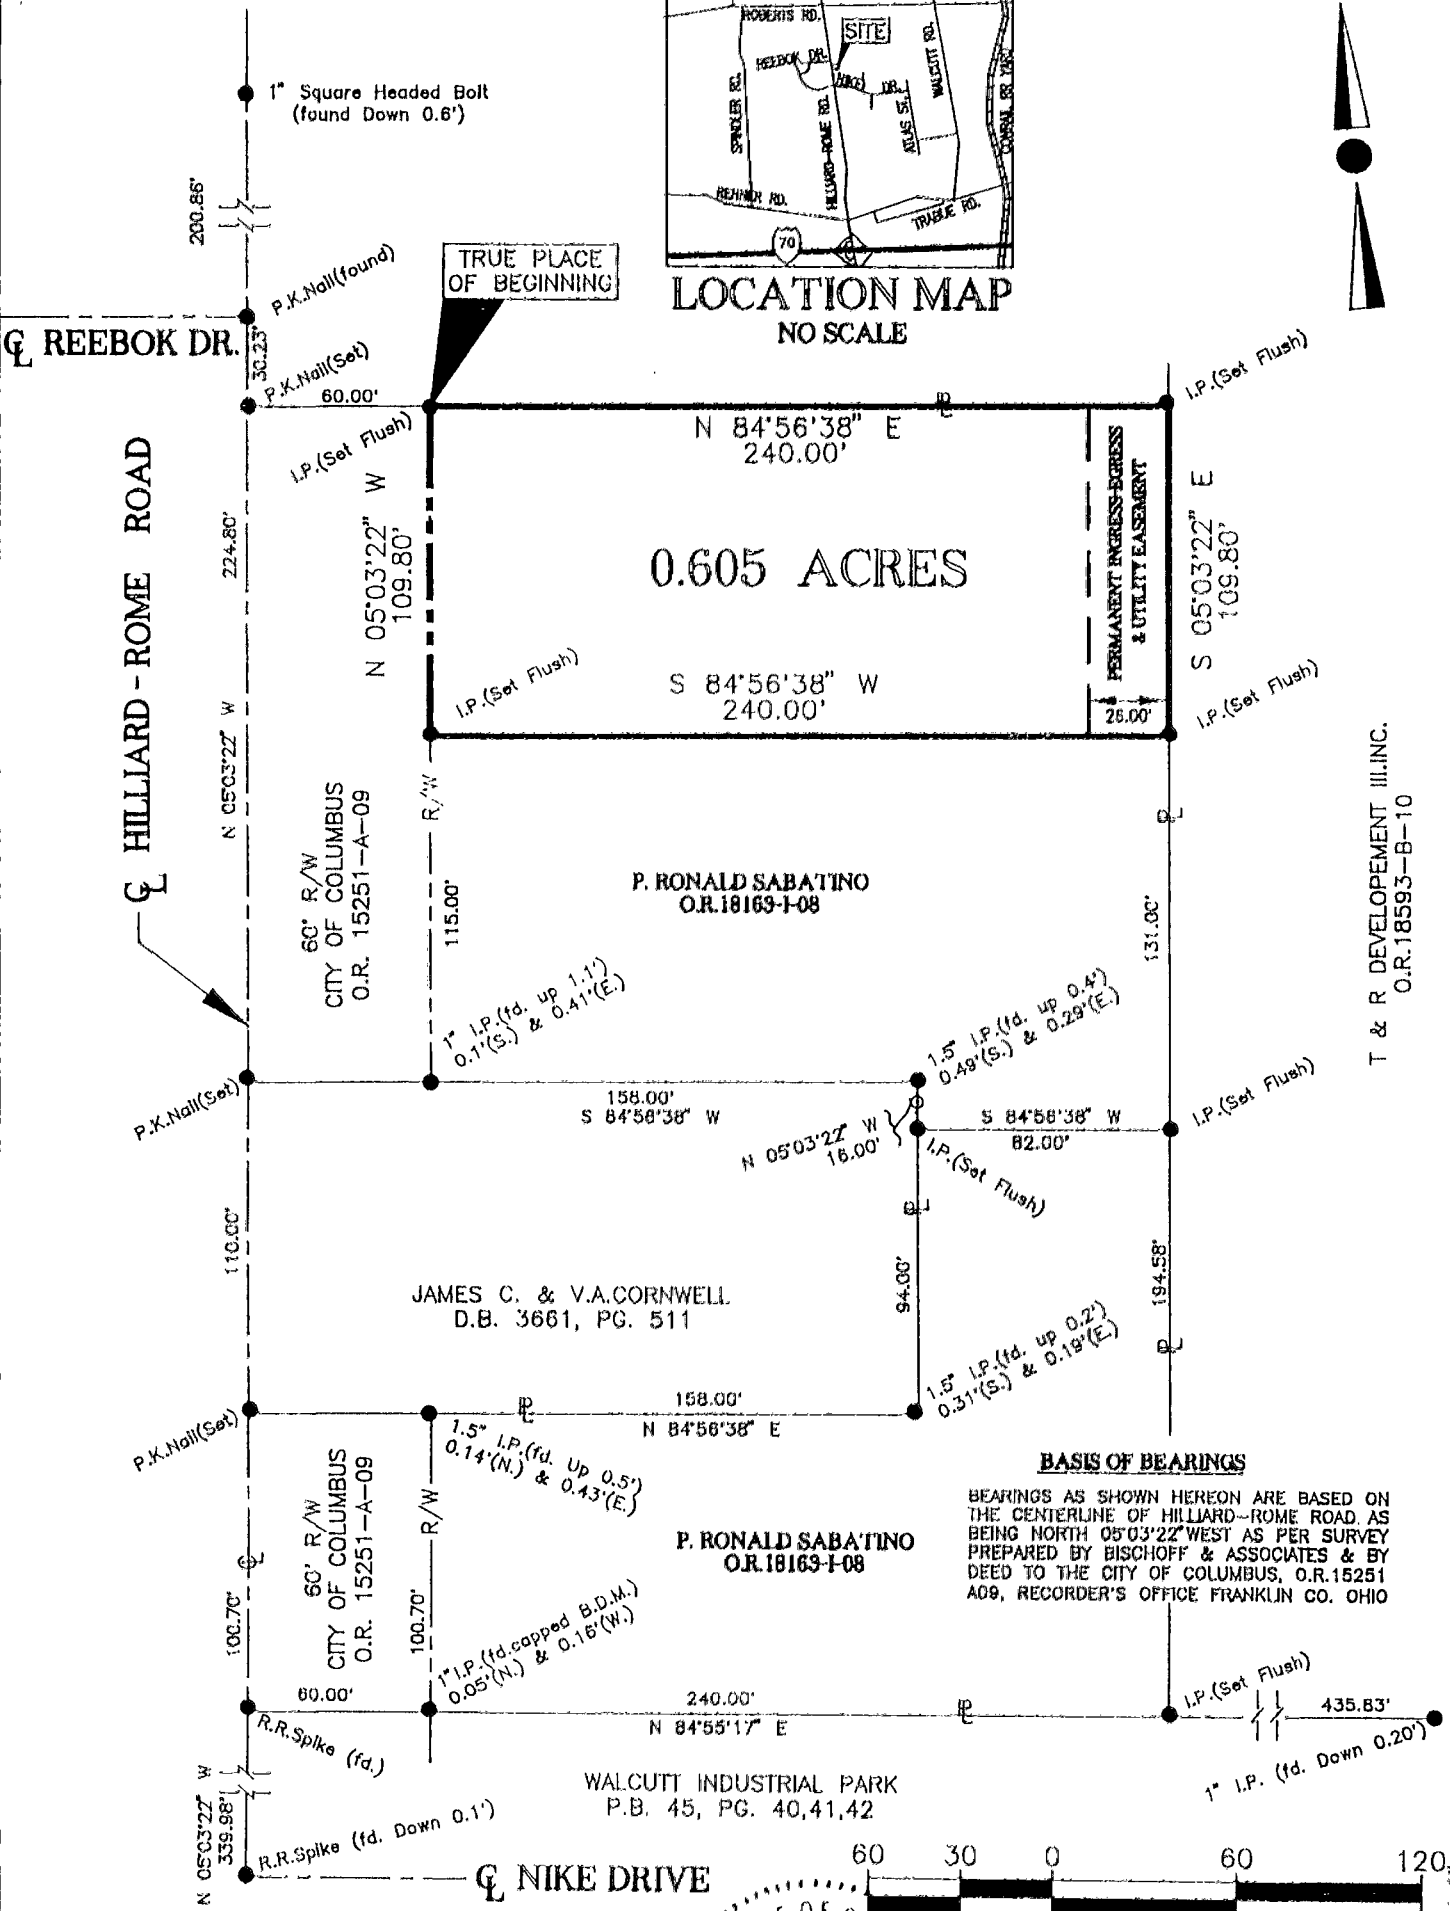 ROBERTS RD.
SITE
REEBOK DR.
NIKE DR.
SPINDLER RD.
HILLIARD-ROME RD.
ATLAS ST.
WALCUTT RD.
CONRAIL RR YARD
RD.
TRABUE RD.
70
LOCATION MAP
NO SCALE
1" Square Headed Bolt
(found Down 0.6')
200.86'
P.K.Nail(found)
TRUE PLACE
OF BEGINNING
℄ REEBOK DR.
30.23'
P.K.Nail(Set)
60.00'
I.P.(Set Flush)
I.P.(Set Flush)
N 84°56'38" E
240.00'
℄ HILLIARD-ROME ROAD
224.80'
N 05°03'22" W
N 05°03'22" W
109.80'
0.605 ACRES
PERMANENT INGRESS-EGRESS
& UTILITY EASEMENT
26.00'
S 05°03'22" E
109.80'
S 84°56'38" W
240.00'
I.P.(Set Flush)
I.P.(Set Flush)
R/W
60' R/W
CITY OF COLUMBUS
O.R. 15251-A-09
115.00'
P. RONALD SABATINO
O.R.18163-I-08
131.00'
T & R DEVELOPEMENT III.INC.
O.R.18593-B-10
1" I.P.(fd. up 1.1')
0.1'(S.) & 0.41'(E.)
1.5" I.P.(fd. up 0.4')
0.49'(S.) & 0.29'(E.)
P.K.Nail(Set)
158.00'
S 84°56'38" W
N 05°03'22" W
16.00'
S 84°56'38" W
82.00'
I.P.(Set Flush)
I.P.(Set Flush)
110.00'
94.00'
194.58'
JAMES C. & V.A.CORNWELL
D.B. 3661, PG. 511
1.5" I.P.(fd. up 0.2')
0.31'(S.) & 0.19'(E.)
P.K.Nail(Set)
158.00'
N 84°56'38" E
1.5" I.P.(fd. Up 0.5')
0.14'(N.) & 0.43'(E.)
60' R/W
CITY OF COLUMBUS
O.R. 15251-A-09
R/W
100.70'
100.70'
P. RONALD SABATINO
O.R.18163-I-08
BASIS OF BEARINGS
BEARINGS AS SHOWN HEREON ARE BASED ON
THE CENTERLINE OF HILLIARD-ROME ROAD AS
BEING NORTH 05°03'22" WEST AS PER SURVEY
PREPARED BY BISCHOFF & ASSOCIATES & BY
DEED TO THE CITY OF COLUMBUS, O.R.15251
A09, RECORDER'S OFFICE FRANKLIN CO. OHIO
1" I.P.(fd.capped B.D.M.)
0.05'(N.) & 0.16'(W.)
60.00'
R.R.Spike (fd.)
240.00'
N 84°55'17" E
I.P.(Set Flush)
435.83'
1" I.P. (fd. Down 0.20')
WALCUTT INDUSTRIAL PARK
P.B. 45, PG. 40,41,42
N 05°03'22" W
339.98'
R.R.Spike (fd. Down 0.1')
℄ NIKE DRIVE
60 30 0 60 120